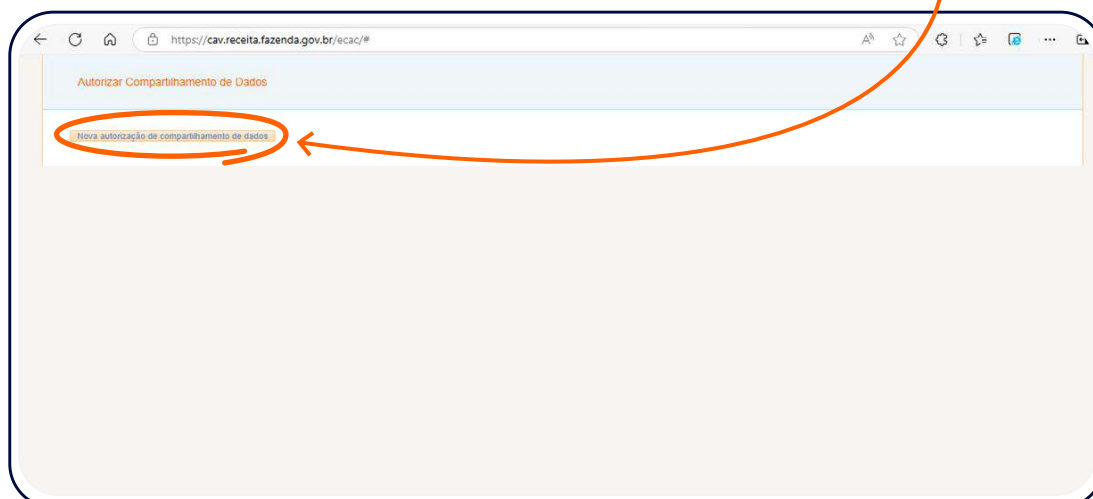 https://cav.receita.fazenda.gov.br/ecac/#
Autorizar Compartilhamento de Dados
Nova autorização de compartilhamento de dados